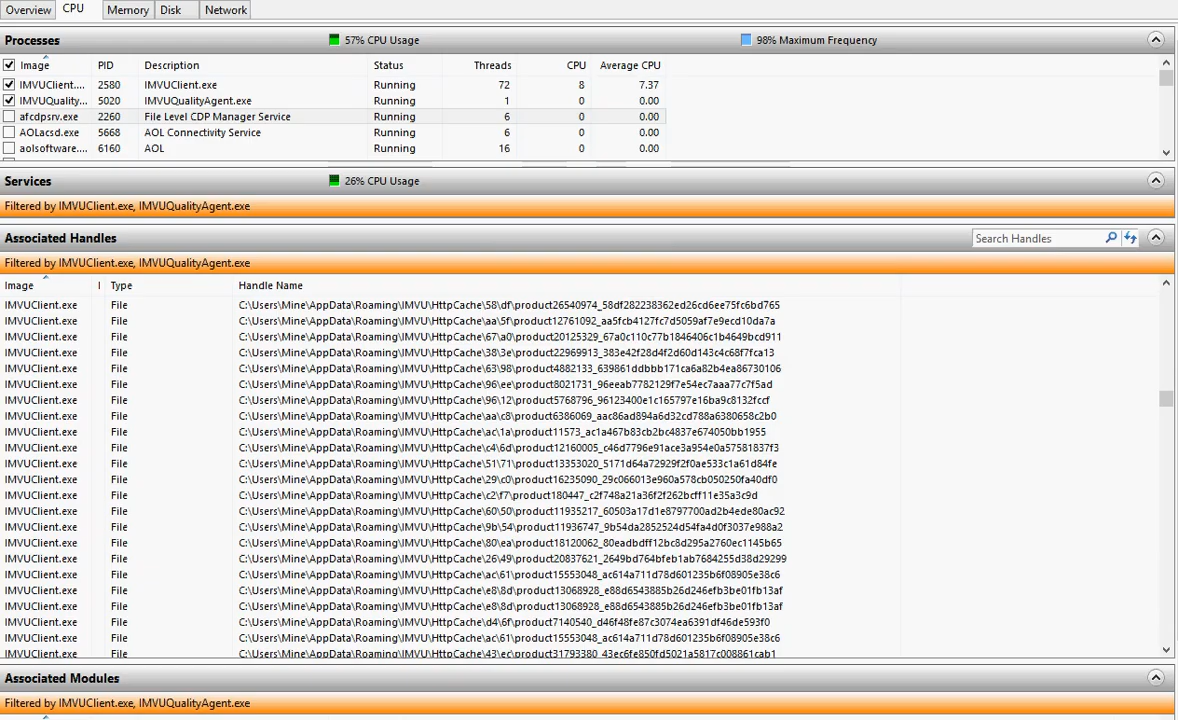 Overview CPU Memory Disk Network
Processes 57% CPU Usage 98% Maximum Frequency
Image PID Description Status Threads CPU Average CPU
IMVUClient.... 2580 IMVUClient.exe Running 72 8 7.37
IMVUQuality... 5020 IMVUQualityAgent.exe Running 1 0 0.00
afcdpsrv.exe 2260 File Level CDP Manager Service Running 6 0 0.00
AOLacsd.exe 5668 AOL Connectivity Service Running 6 0 0.00
aolsoftware.... 6160 AOL Running 16 0 0.00
Services 26% CPU Usage
Filtered by IMVUClient.exe, IMVUQualityAgent.exe
Associated Handles Search Handles
Filtered by IMVUClient.exe, IMVUQualityAgent.exe
Image I Type Handle Name
IMVUClient.exe File C:\Users\Mine\AppData\Roaming\IMVU\HttpCache\58\df\product26540974_58df282238362ed26cd6ee75fc6bd765
IMVUClient.exe File C:\Users\Mine\AppData\Roaming\IMVU\HttpCache\aa\5f\product12761092_aa5fcb4127fc7d5059af7e9ecd10da7a
IMVUClient.exe File C:\Users\Mine\AppData\Roaming\IMVU\HttpCache\67\a0\product20125329_67a0c110c77b1846406c1b4649bcd911
IMVUClient.exe File C:\Users\Mine\AppData\Roaming\IMVU\HttpCache\38\3e\product22969913_383e42f28d4f2d60d143c4c68f7fca13
IMVUClient.exe File C:\Users\Mine\AppData\Roaming\IMVU\HttpCache\63\98\product4882133_639861ddbbb171ca6a82b4ea86730106
IMVUClient.exe File C:\Users\Mine\AppData\Roaming\IMVU\HttpCache\96\ee\product8021731_96eeab7782129f7e54ec7aaa77c7f5ad
IMVUClient.exe File C:\Users\Mine\AppData\Roaming\IMVU\HttpCache\96\12\product5768796_96123400e1c165797e16ba9c8132fccf
IMVUClient.exe File C:\Users\Mine\AppData\Roaming\IMVU\HttpCache\aa\c8\product6386069_aac86ad894a6d32cd788a6380658c2b0
IMVUClient.exe File C:\Users\Mine\AppData\Roaming\IMVU\HttpCache\ac\1a\product11573_ac1a467b83cb2bc4837e674050bb1955
IMVUClient.exe File C:\Users\Mine\AppData\Roaming\IMVU\HttpCache\c4\6d\product12160005_c46d7796e91ace3a954e0a57581837f3
IMVUClient.exe File C:\Users\Mine\AppData\Roaming\IMVU\HttpCache\51\71\product13353020_5171d64a72929f2f0ae533c1a61d84fe
IMVUClient.exe File C:\Users\Mine\AppData\Roaming\IMVU\HttpCache\29\c0\product16235090_29c066013e960a578cb050250fa40df0
IMVUClient.exe File C:\Users\Mine\AppData\Roaming\IMVU\HttpCache\c2\f7\product180447_c2f748a21a36f2f262bcff11e35a3c9d
IMVUClient.exe File C:\Users\Mine\AppData\Roaming\IMVU\HttpCache\60\50\product11935217_60503a17d1e8797700ad2b4ede80ac92
IMVUClient.exe File C:\Users\Mine\AppData\Roaming\IMVU\HttpCache\9b\54\product11936747_9b54da2852524d54fa4d0f3037e988a2
IMVUClient.exe File C:\Users\Mine\AppData\Roaming\IMVU\HttpCache\80\ea\product18120062_80eadbdff12bc8d295a2760ec1145b65
IMVUClient.exe File C:\Users\Mine\AppData\Roaming\IMVU\HttpCache\26\49\product20837621_2649bd764bfeb1ab7684255d38d29299
IMVUClient.exe File C:\Users\Mine\AppData\Roaming\IMVU\HttpCache\ac\61\product15553048_ac614a711d78d601235b6f08905e38c6
IMVUClient.exe File C:\Users\Mine\AppData\Roaming\IMVU\HttpCache\e8\8d\product13068928_e88d6543885b26d246efb3be01fb13af
IMVUClient.exe File C:\Users\Mine\AppData\Roaming\IMVU\HttpCache\e8\8d\product13068928_e88d6543885b26d246efb3be01fb13af
IMVUClient.exe File C:\Users\Mine\AppData\Roaming\IMVU\HttpCache\d4\6f\product7140540_d46f48fe87c3074ea6391df46de593f0
IMVUClient.exe File C:\Users\Mine\AppData\Roaming\IMVU\HttpCache\ac\61\product15553048_ac614a711d78d601235b6f08905e38c6
IMVUClient.exe File C:\Users\Mine\AppData\Roaming\IMVU\HttpCache\43\ec\product31793380_43ec6fe850fd5021a5817c008861cab1
Associated Modules
Filtered by IMVUClient.exe, IMVUQualityAgent.exe